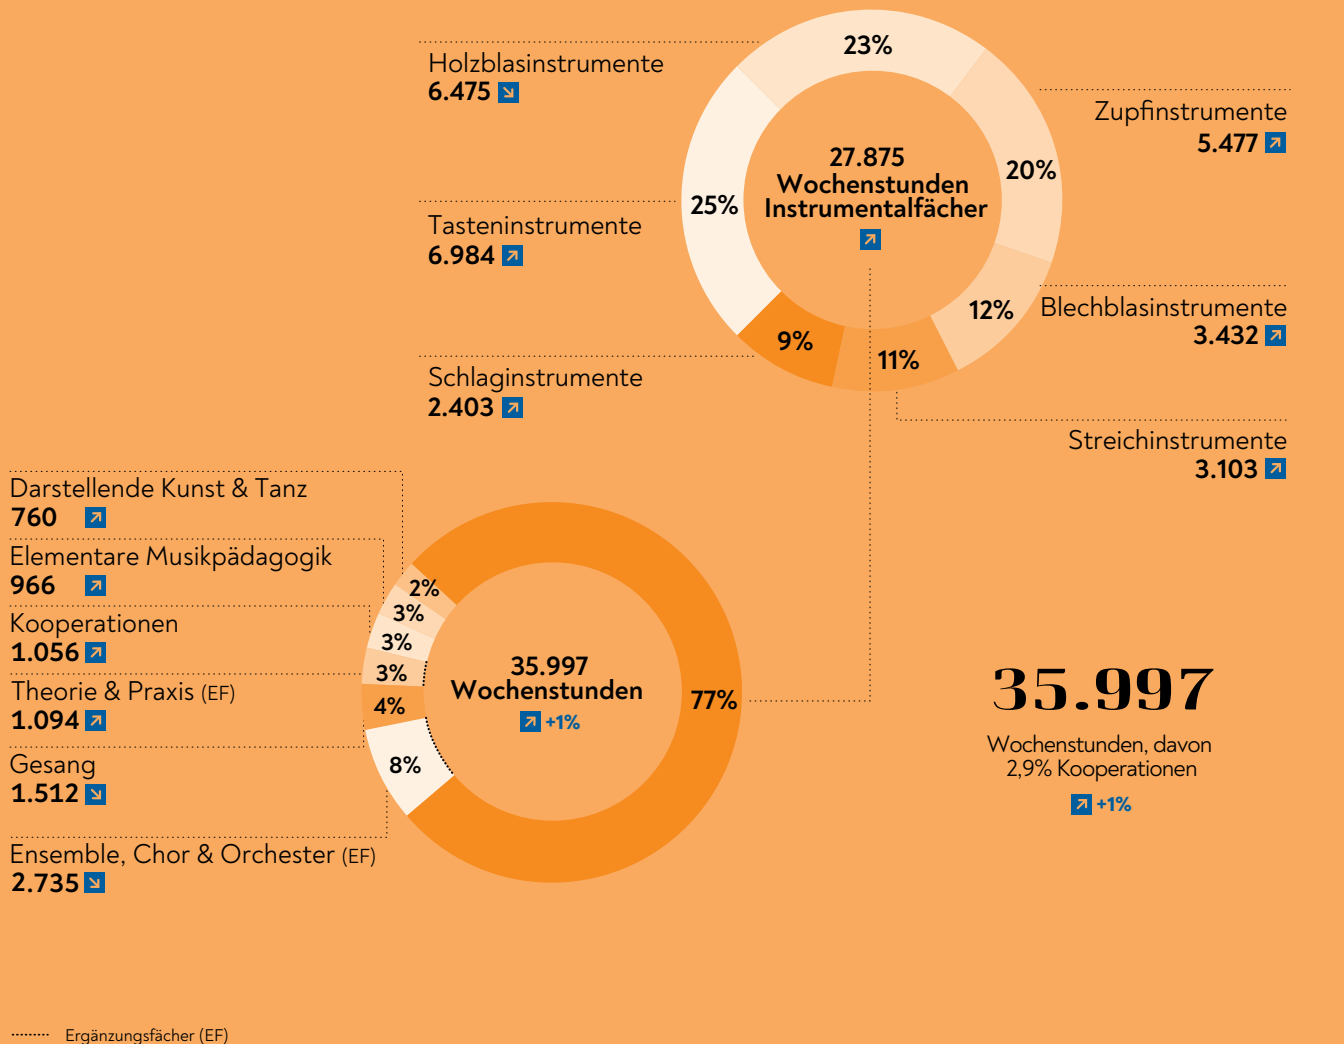 Holzblasinstrumente
6.475
23%
Zupfinstrumente
5.477
20%
27.875
Wochenstunden
Instrumentalfächer
25%
Tasteninstrumente
6.984
12%
Blechblasinstrumente
3.432
9%
11%
Schlaginstrumente
2.403
Streichinstrumente
3.103
Darstellende Kunst & Tanz
760
Elementare Musikpädagogik
966
Kooperationen
1.056
Theorie & Praxis (EF)
1.094
Gesang
1.512
Ensemble, Chor & Orchester (EF)
2.735
2%
3%
3%
3%
4%
8%
35.997
Wochenstunden
+1%
77%
35.997
Wochenstunden, davon
2,9% Kooperationen
+1%
Ergänzungsfächer (EF)